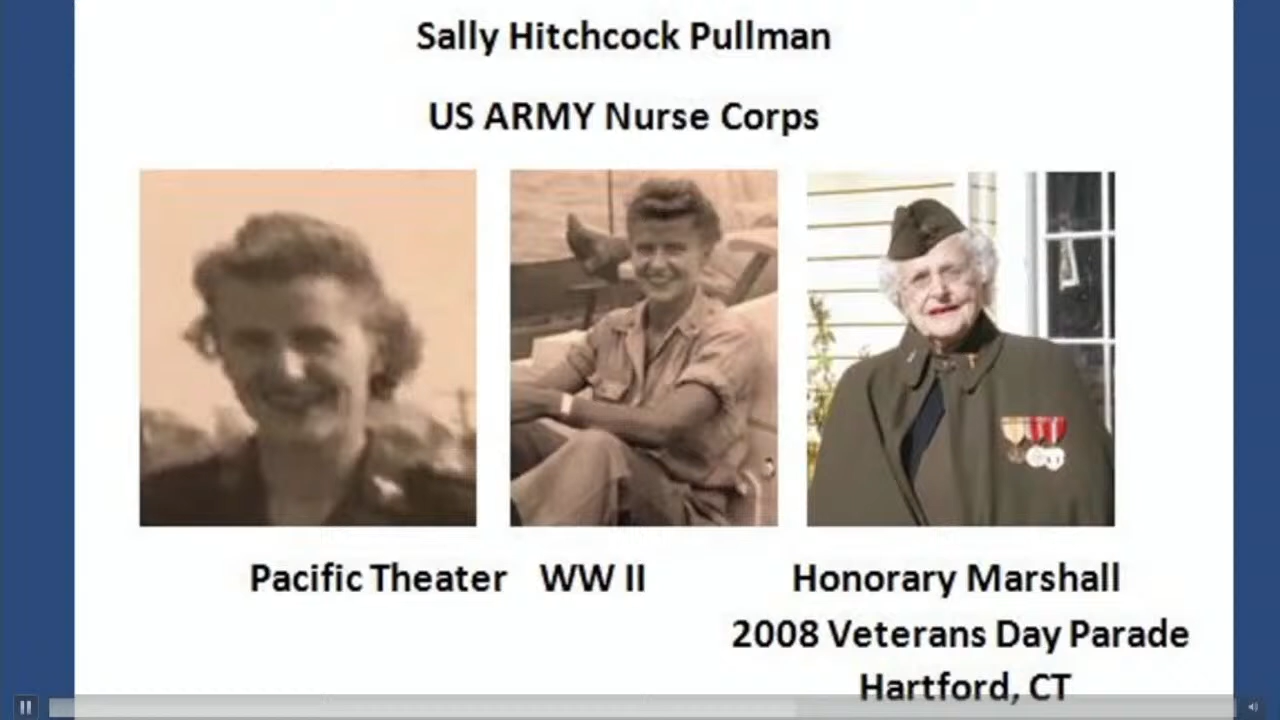 Sally Hitchcock Pullman
US ARMY Nurse Corps
Pacific Theater WW II
Honorary Marshall
2008 Veterans Day Parade
Hartford, CT